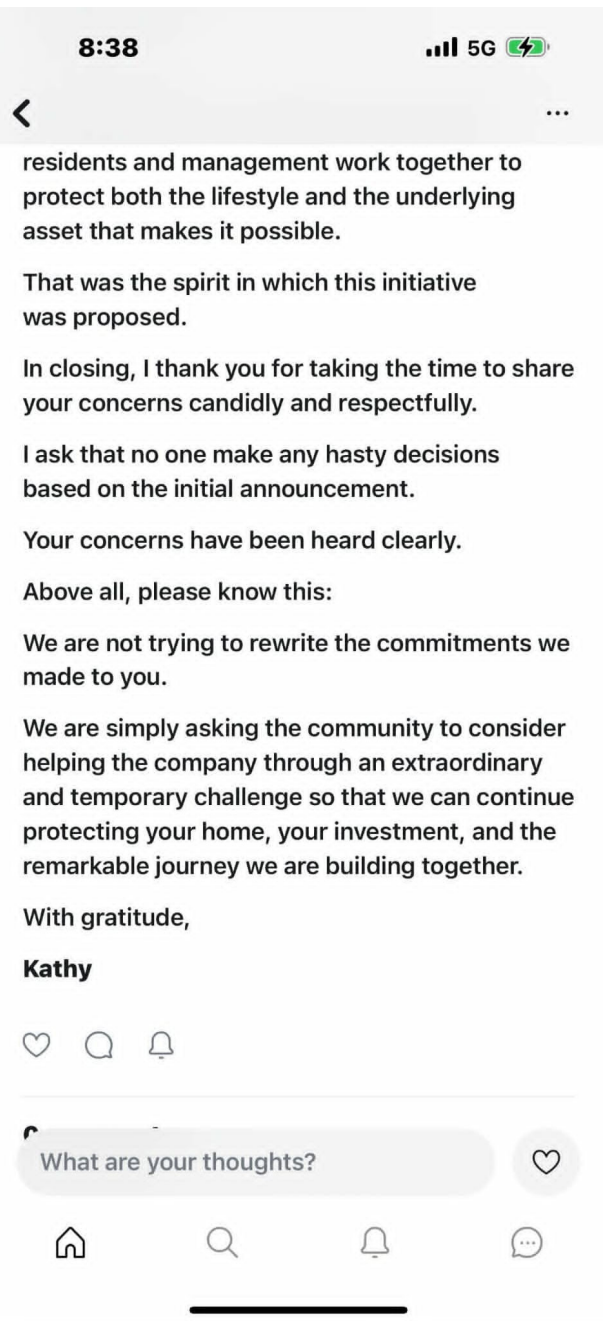 8:38
5G
...
residents and management work together to
protect both the lifestyle and the underlying
asset that makes it possible.
That was the spirit in which this initiative
was proposed.
In closing, I thank you for taking the time to share
your concerns candidly and respectfully.
I ask that no one make any hasty decisions
based on the initial announcement.
Your concerns have been heard clearly.
Above all, please know this:
We are not trying to rewrite the commitments we
made to you.
We are simply asking the community to consider
helping the company through an extraordinary
and temporary challenge so that we can continue
protecting your home, your investment, and the
remarkable journey we are building together.
With gratitude,
Kathy
What are your thoughts?